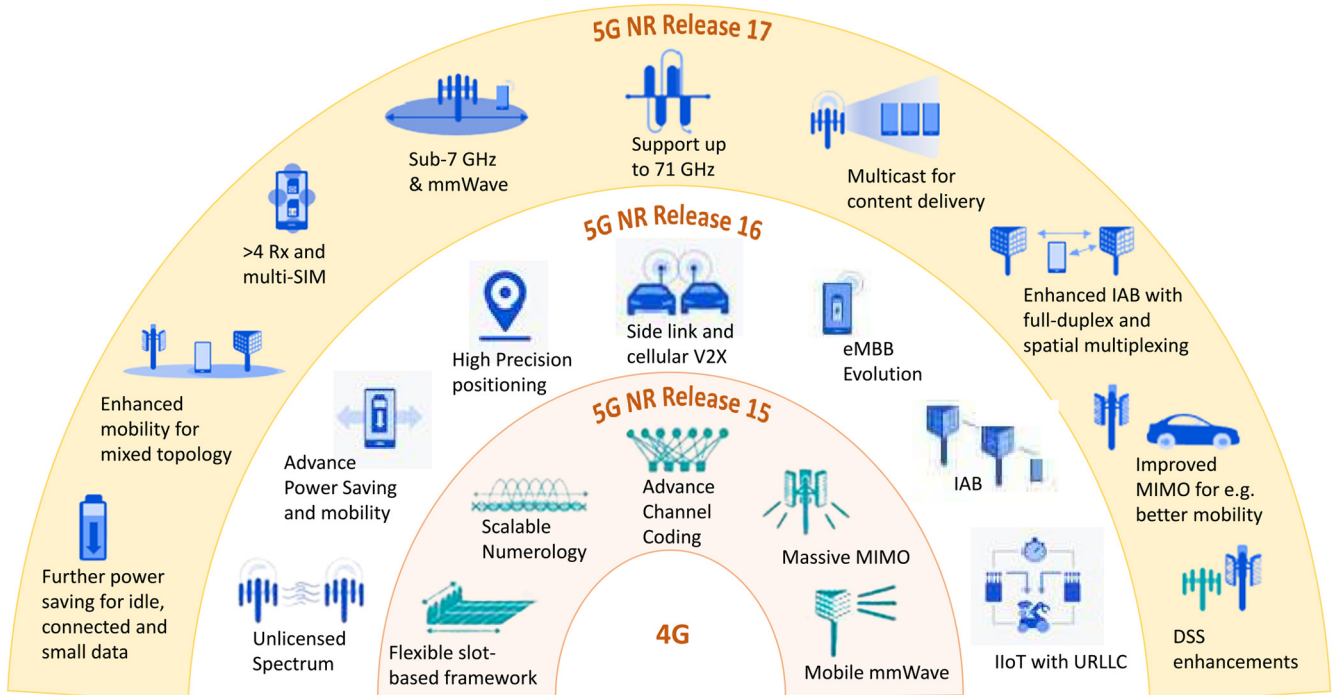 5G NR Release 17
Sub-7 GHz
& mmWave
Support up
to 71 GHz
Multicast for
content delivery
>4 Rx and
multi-SIM
Enhanced IAB with
full-duplex and
spatial multiplexing
Enhanced
mobility for
mixed topology
Improved
MIMO for e.g.
better mobility
Further power
saving for idle,
connected and
small data
DSS
enhancements
5G NR Release 16
High Precision
positioning
Side link and
cellular V2X
eMBB
Evolution
Advance
Power Saving
and mobility
IAB
Unlicensed
Spectrum
IIoT with URLLC
5G NR Release 15
Scalable
Numerology
Advance
Channel
Coding
Massive MIMO
Flexible slot-
based framework
Mobile mmWave
4G